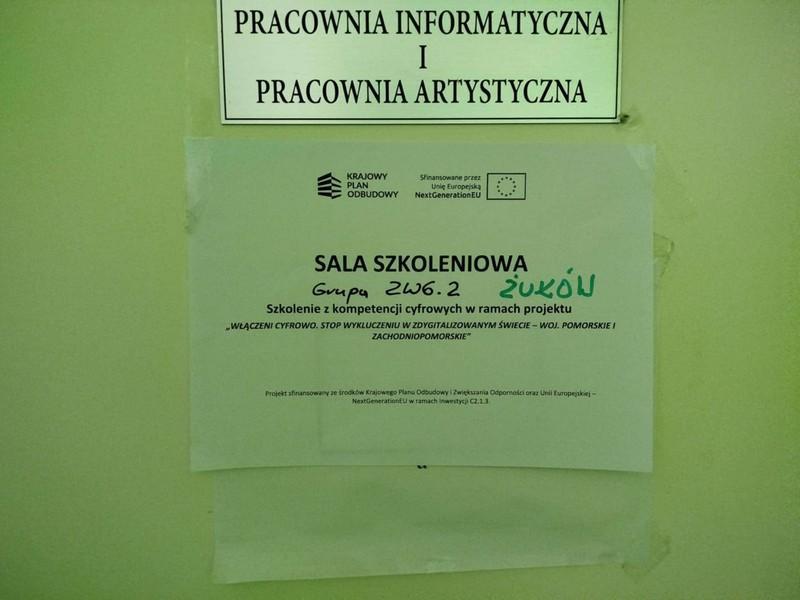 PRACOWNIA INFORMATYCZNA
I
PRACOWNIA ARTYSTYCZNA
KRAJOWY
PLAN
ODBUDOWY
Sfinansowane przez
Unię Europejską
NextGenerationEU
SALA SZKOLENIOWA
Grupa ZW6.2 ŻUKÓW
Szkolenie z kompetencji cyfrowych w ramach projektu
„WŁĄCZENI CYFROWO. STOP WYKLUCZENIU W ZDYGITALIZOWANYM ŚWIECIE – WOJ. POMORSKIE I
ZACHODNIOPOMORSKIE”
Projekt sfinansowany ze środków Krajowego Planu Odbudowy i Zwiększania Odporności oraz Unii Europejskiej –
NextGenerationEU w ramach Inwestycji C2.1.3.